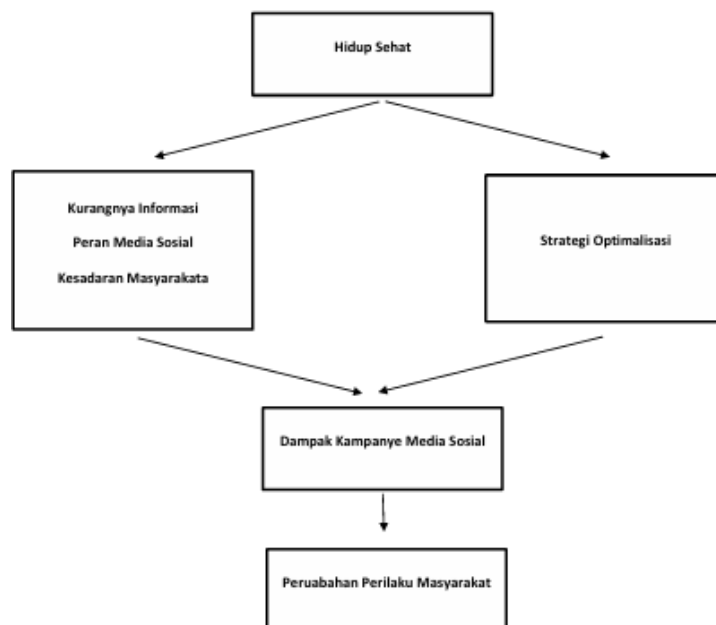 Hidup Sehat
Kurangnya Informasi
Peran Media Sosial
Kesadaran Masyarakata
Strategi Optimalisasi
Dampak Kampanye Media Sosial
Peruabahan Perilaku Masyarakat